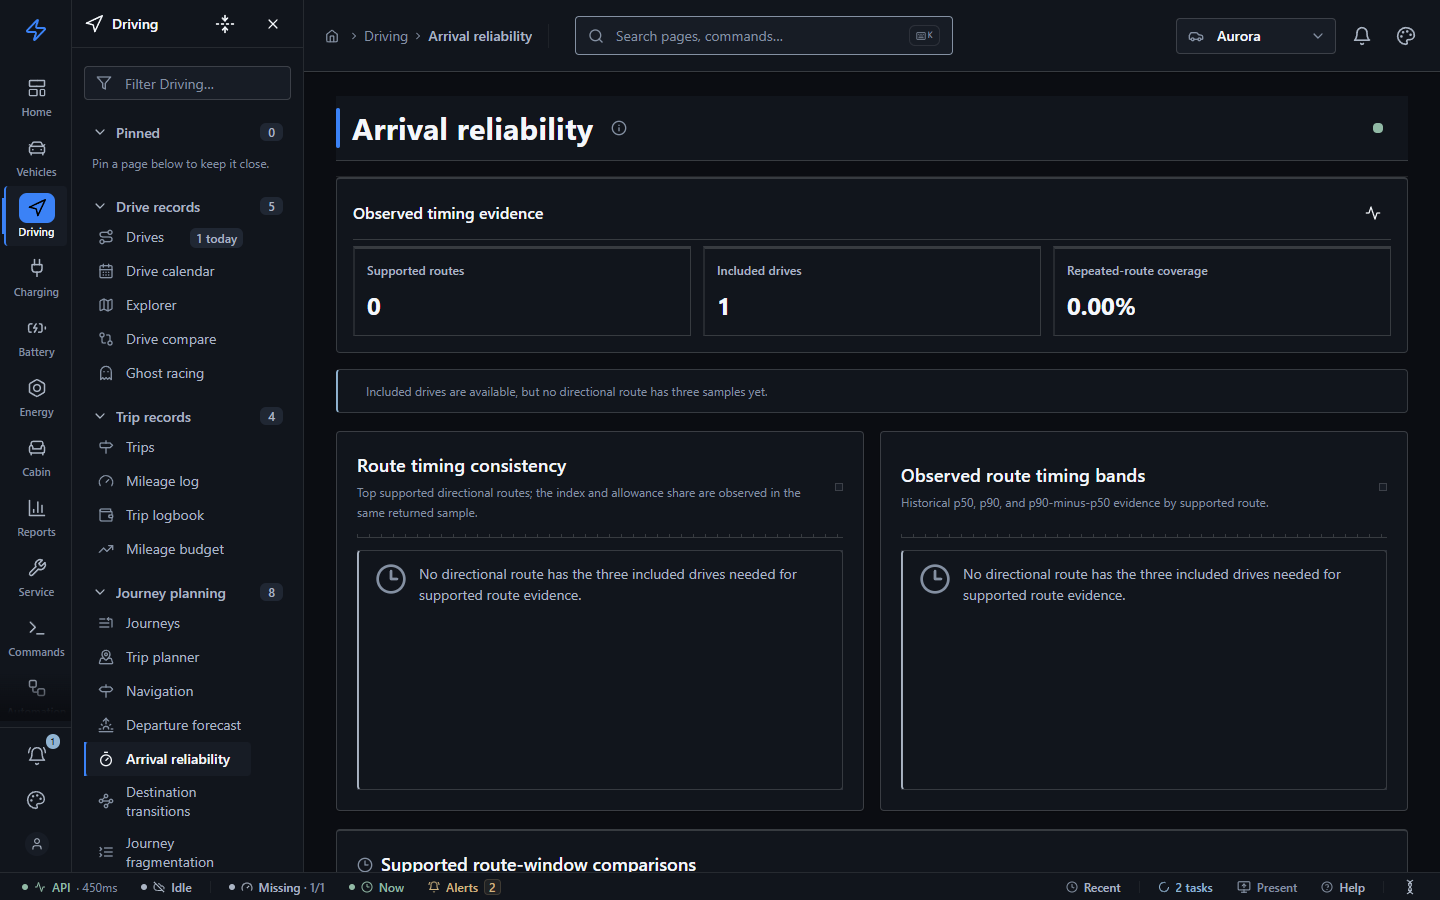 Driving
Driving
Arrival reliability
Search pages, commands...
K
Aurora
Home
Vehicles
Driving
Charging
Battery
Energy
Cabin
Reports
Service
Commands
1
Filter Driving...
Pinned
0
Pin a page below to keep it close.
Drive records
5
Drives
1 today
Drive calendar
Explorer
Drive compare
Ghost racing
Trip records
4
Trips
Mileage log
Trip logbook
Mileage budget
Journey planning
8
Journeys
Trip planner
Navigation
Departure forecast
Arrival reliability
Destination
transitions
Journey
fragmentation
Arrival reliability
Observed timing evidence
Supported routes
0
Included drives
1
Repeated-route coverage
0.00%
Included drives are available, but no directional route has three samples yet.
Route timing consistency
Top supported directional routes; the index and allowance share are observed in the
same returned sample.
No directional route has the three included drives needed for
supported route evidence.
Observed route timing bands
Historical p50, p90, and p90-minus-p50 evidence by supported route.
No directional route has the three included drives needed for
supported route evidence.
Supported route-window comparisons
API · 450ms
Idle
Missing · 1/1
Now
Alerts 2
Recent
2 tasks
Present
Help